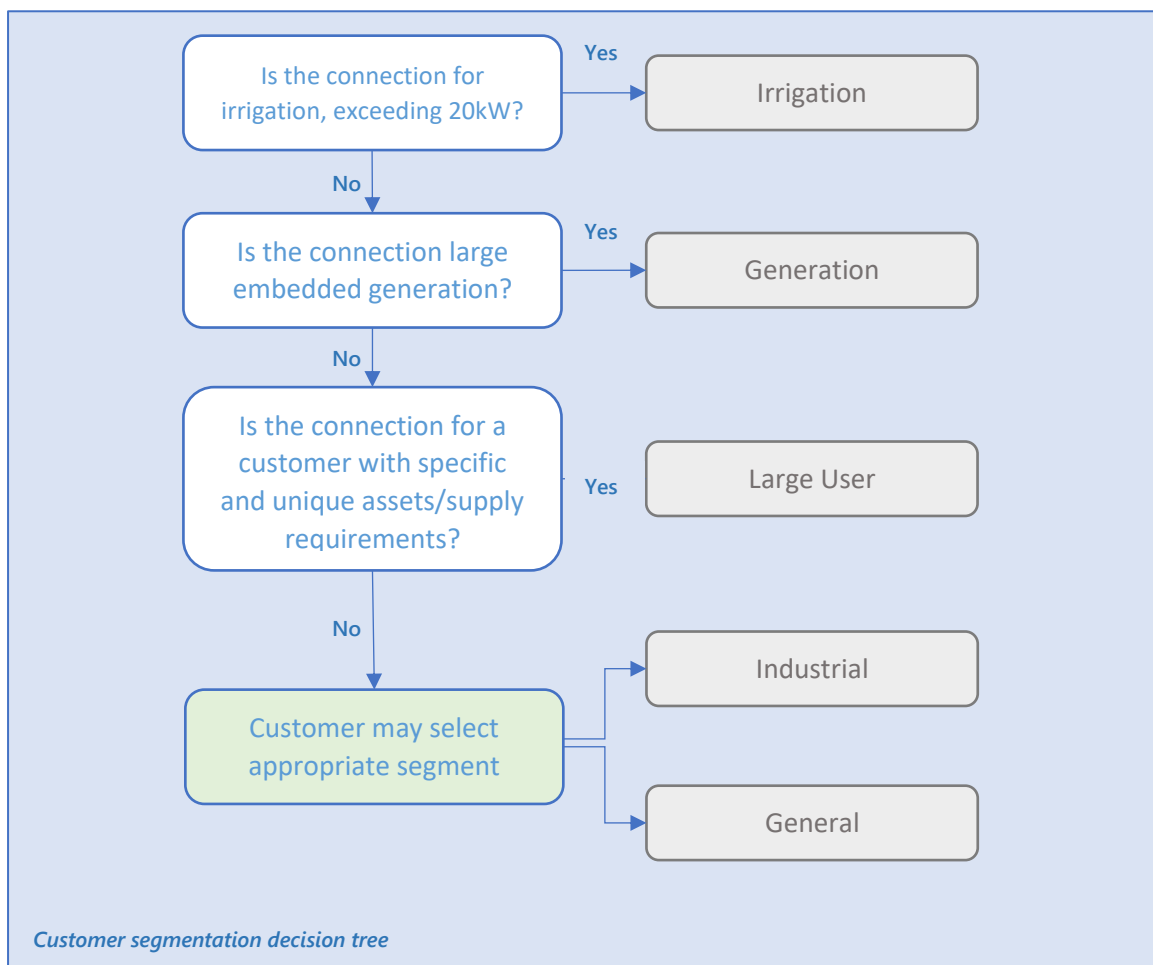 Is the connection for
irrigation, exceeding 20kW?
Yes
Irrigation
No
Is the connection large
embedded generation?
Yes
Generation
No
Is the connection for a
customer with specific
and unique assets/supply
requirements?
Yes
Large User
No
Customer may select
appropriate segment
Industrial
General
Customer segmentation decision tree